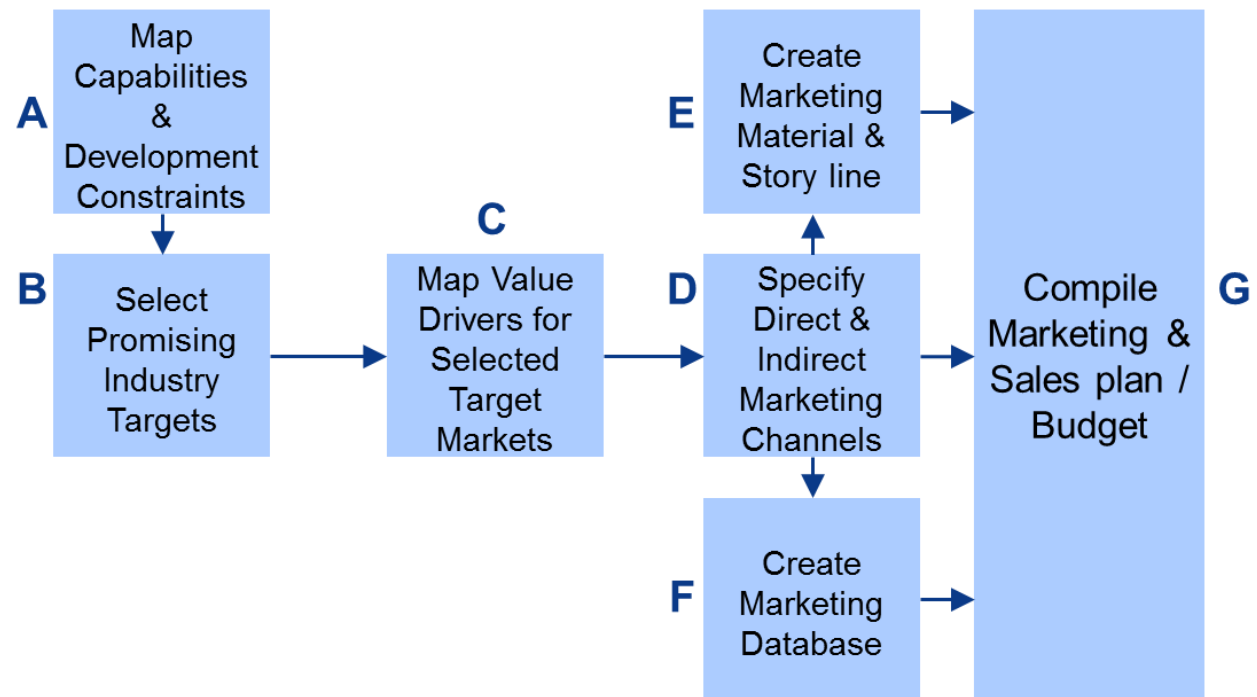 A
Map
Capabilities
&
Development
Constraints
B
Select
Promising
Industry
Targets
C
Map Value
Drivers for
Selected
Target
Markets
D
Specify
Direct &
Indirect
Marketing
Channels
E
Create
Marketing
Material &
Story line
F
Create
Marketing
Database
G
Compile
Marketing &
Sales plan /
Budget